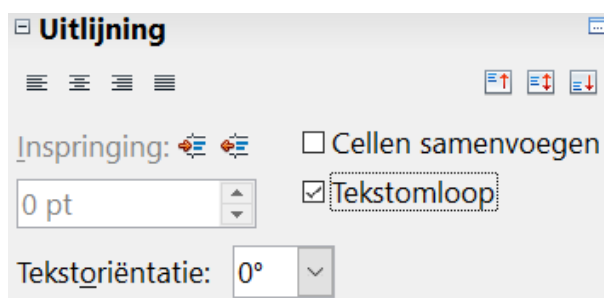 Uitlijning
Inspringing:
Cellen samenvoegen
0 pt
Tekstomloop
Tekstoriëntatie: 0°